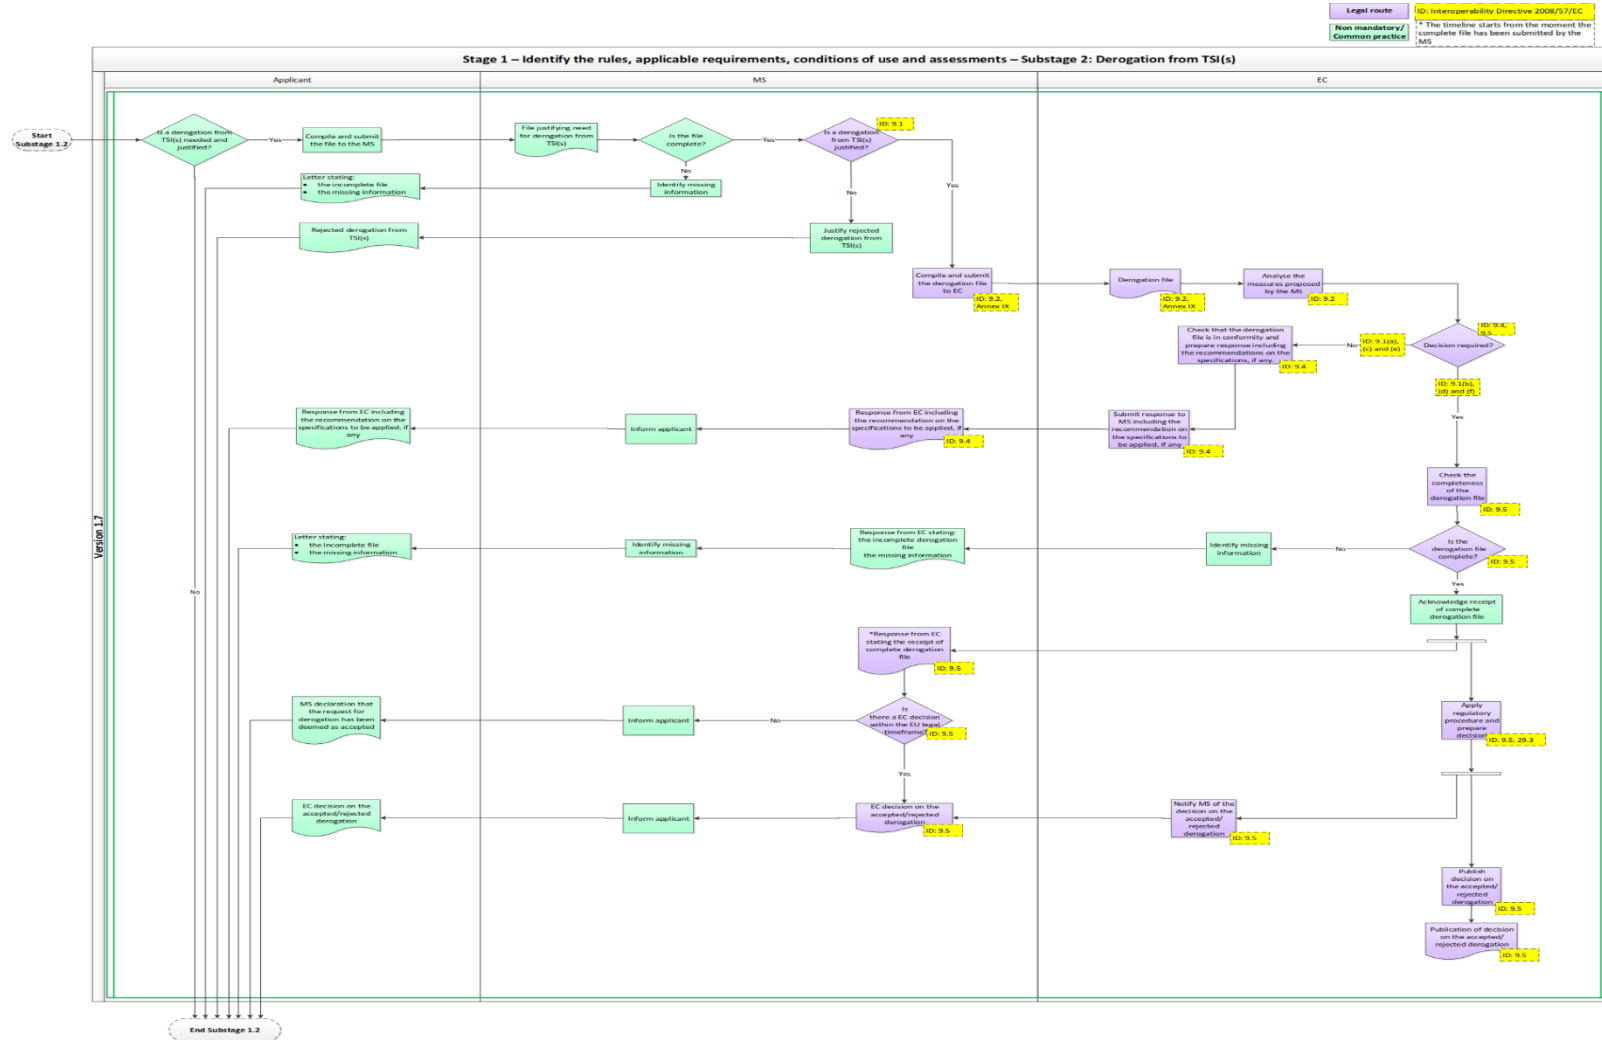 Legal route
ID: Interoperability Directive 2008/57/EC
Non mandatory/
Common practice
* The timeline starts from the moment the
complete file has been submitted by the
MS
Stage 1 – Identify the rules, applicable requirements, conditions of use and assessments – Substage 2: Derogation from TSI(s)
Applicant
MS
EC
Version 1.7
Start
Substage 1.2
Is a derogation from
TSI(s) needed and
justified?
Yes
Compile and submit
the file to the MS
File justifying need
for derogation from
TSI(s)
Is the file
complete?
Yes
Is a derogation
from TSI(s)
justified?
ID: 9.1
No
Yes
No
Identify missing
information
Letter stating:
• the incomplete file
• the missing information
Justify rejected
derogation from
TSI(s)
Rejected derogation from
TSI(s)
Compile and submit
the derogation file
to EC
ID: 9.2,
Annex IX
Derogation file
ID: 9.2,
Annex IX
Analyse the
measures proposed
by the MS
ID: 9.2
Decision required?
ID: 9.4,
9.5
No
ID: 9.1(a),
(c) and (e)
Check that the derogation
file is in conformity and
prepare response including
the recommendations on the
specifications, if any.
ID: 9.4
ID: 9.1(b),
(d) and (f)
Yes
Submit response to
MS including the
recommendation on
the specifications to
be applied, if any
ID: 9.4
Response from EC including
the recommendation on the
specifications to be applied, if
any
ID: 9.4
Inform applicant
Response from EC including
the recommendation on the
specifications to be applied, if
any
Check the
completeness
of the
derogation file
ID: 9.5
Is the
derogation file
complete?
ID: 9.5
No
Identify missing
information
Response from EC stating:
the incomplete derogation
file
the missing information
Identify missing
information
Letter stating:
• the incomplete file
• the missing information
Yes
No
Acknowledge receipt
of complete
derogation file
*Response from EC
stating the receipt of
complete derogation
file
ID: 9.5
Is
there a EC decision
within the EU legal
timeframe?
ID: 9.5
No
Inform applicant
MS declaration that
the request for
derogation has been
deemed as accepted
Apply
regulatory
procedure and
prepare
decision
ID: 9.5, 29.3
Yes
Notify MS of the
decision on the
accepted/
rejected
derogation
ID: 9.5
EC decision on the
accepted/rejected
derogation
ID: 9.5
Inform applicant
EC decision on the
accepted/rejected
derogation
Publish
decision on
the accepted/
rejected
derogation
ID: 9.5
Publication of decision
on the accepted/
rejected derogation
ID: 9.5
End Substage 1.2